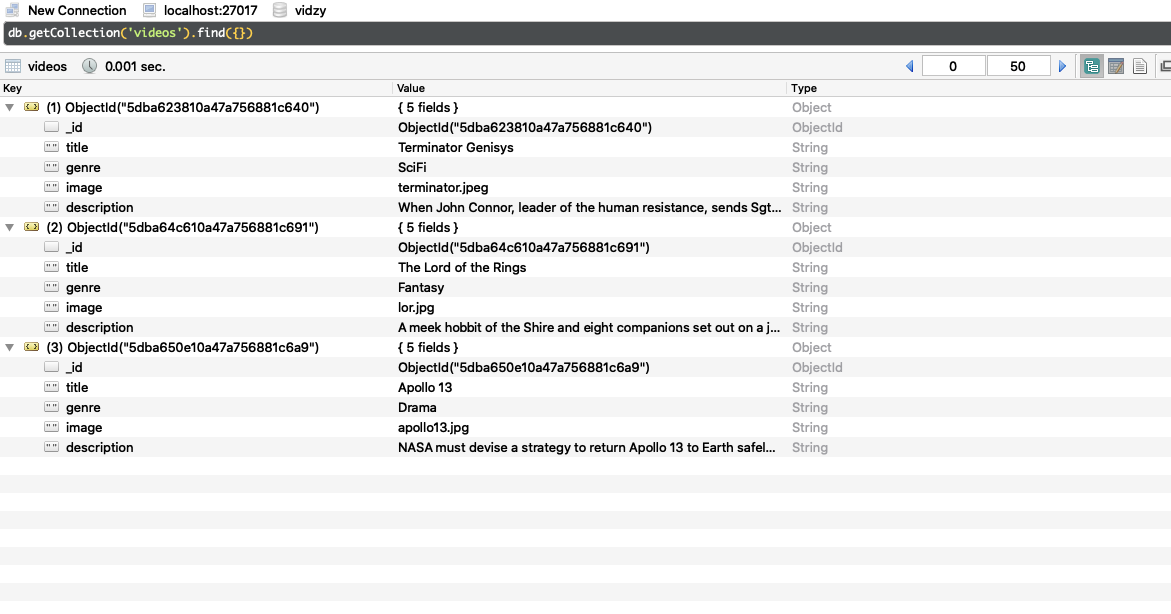 New Connection localhost:27017 vidzy
db.getCollection('videos').find({})
videos 0.001 sec. 0 50
Key Value Type
(1) ObjectId("5dba623810a47a756881c640") { 5 fields } Object
_id ObjectId("5dba623810a47a756881c640") ObjectId
title Terminator Genisys String
genre SciFi String
image terminator.jpeg String
description When John Connor, leader of the human resistance, sends Sgt... String
(2) ObjectId("5dba64c610a47a756881c691") { 5 fields } Object
_id ObjectId("5dba64c610a47a756881c691") ObjectId
title The Lord of the Rings String
genre Fantasy String
image lor.jpg String
description A meek hobbit of the Shire and eight companions set out on a j... String
(3) ObjectId("5dba650e10a47a756881c6a9") { 5 fields } Object
_id ObjectId("5dba650e10a47a756881c6a9") ObjectId
title Apollo 13 String
genre Drama String
image apollo13.jpg String
description NASA must devise a strategy to return Apollo 13 to Earth safel... String